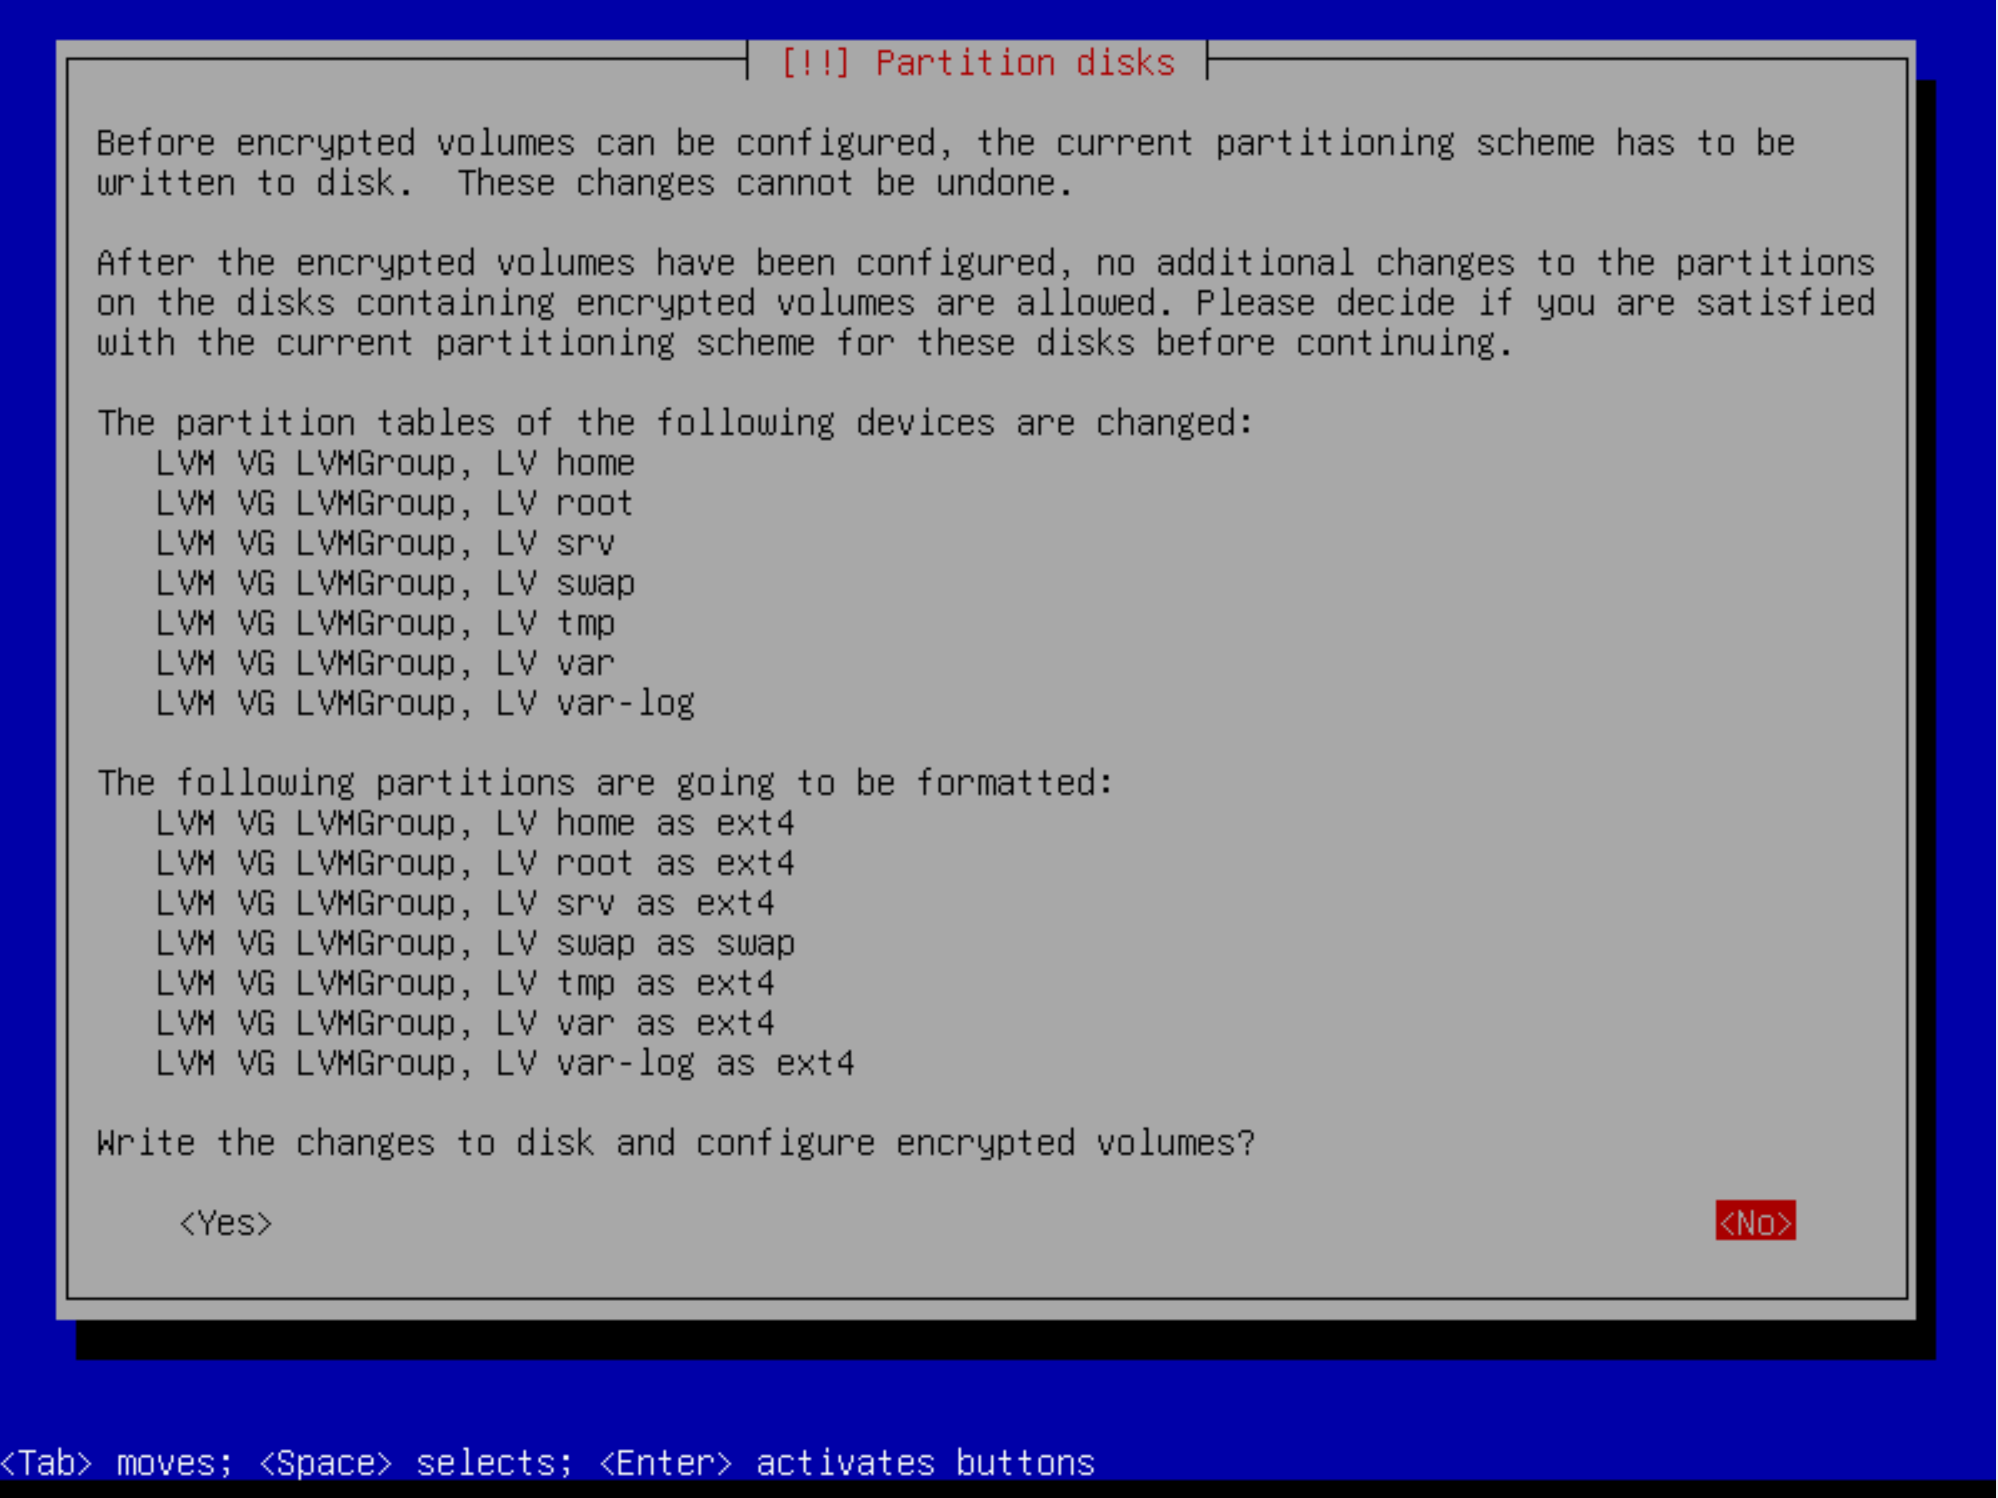 [!!] Partition disks
Before encrypted volumes can be configured, the current partitioning scheme has to be
written to disk.  These changes cannot be undone.
After the encrypted volumes have been configured, no additional changes to the partitions
on the disks containing encrypted volumes are allowed. Please decide if you are satisfied
with the current partitioning scheme for these disks before continuing.
The partition tables of the following devices are changed:
LVM VG LVMGroup, LV home
LVM VG LVMGroup, LV root
LVM VG LVMGroup, LV srv
LVM VG LVMGroup, LV swap
LVM VG LVMGroup, LV tmp
LVM VG LVMGroup, LV var
LVM VG LVMGroup, LV var-log
The following partitions are going to be formatted:
LVM VG LVMGroup, LV home as ext4
LVM VG LVMGroup, LV root as ext4
LVM VG LVMGroup, LV srv as ext4
LVM VG LVMGroup, LV swap as swap
LVM VG LVMGroup, LV tmp as ext4
LVM VG LVMGroup, LV var as ext4
LVM VG LVMGroup, LV var-log as ext4
Write the changes to disk and configure encrypted volumes?
<Yes> <No>
<Tab> moves; <Space> selects; <Enter> activates buttons